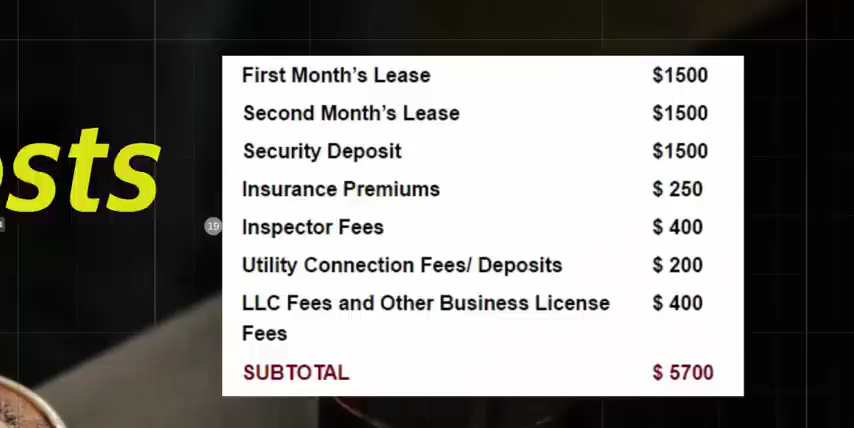 osts
First Month's Lease $1500
Second Month's Lease $1500
Security Deposit $1500
Insurance Premiums $ 250
19
Inspector Fees $ 400
Utility Connection Fees/ Deposits $ 200
LLC Fees and Other Business License $ 400
Fees
SUBTOTAL $ 5700